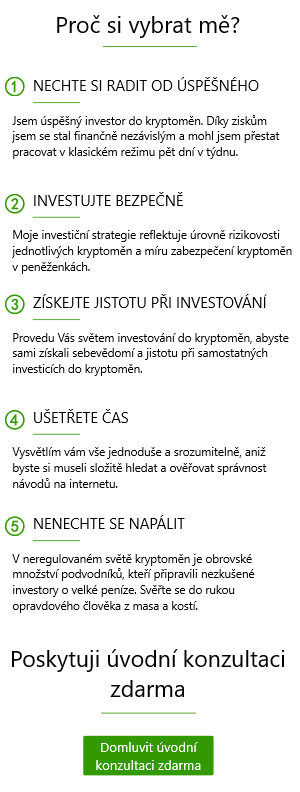 Proč si vybrat mě?
1 NECHTE SI RADIT OD ÚSPĚŠNÉHO
Jsem úspěšný investor do kryptoměn. Díky ziskům
jsem se stal finančně nezávislým a mohl jsem přestat
pracovat v klasickém režimu pět dní v týdnu.
2 INVESTUJTE BEZPEČNĚ
Moje investiční strategie reflektuje úrovně rizikovosti
jednotlivých kryptoměn a míru zabezpečení kryptoměn
v peněženkách.
3 ZÍSKEJTE JISTOTU PŘI INVESTOVÁNÍ
Provedu Vás světem investování do kryptoměn, abyste
sami získali sebevědomí a jistotu při samostatných
investicích do kryptoměn.
4 UŠETŘETE ČAS
Vysvětlím vám vše jednoduše a srozumitelně, aniž
byste si museli složitě hledat a ověřovat správnost
návodů na internetu.
5 NENECHTE SE NAPÁLIT
V neregulovaném světě kryptoměn je obrovské
množství podvodníků, kteří připravili nezkušené
investory o velké peníze. Svěřte se do rukou
opravdového člověka z masa a kostí.
Poskytuji úvodní konzultaci
zdarma
Domluvit úvodní
konzultaci zdarma